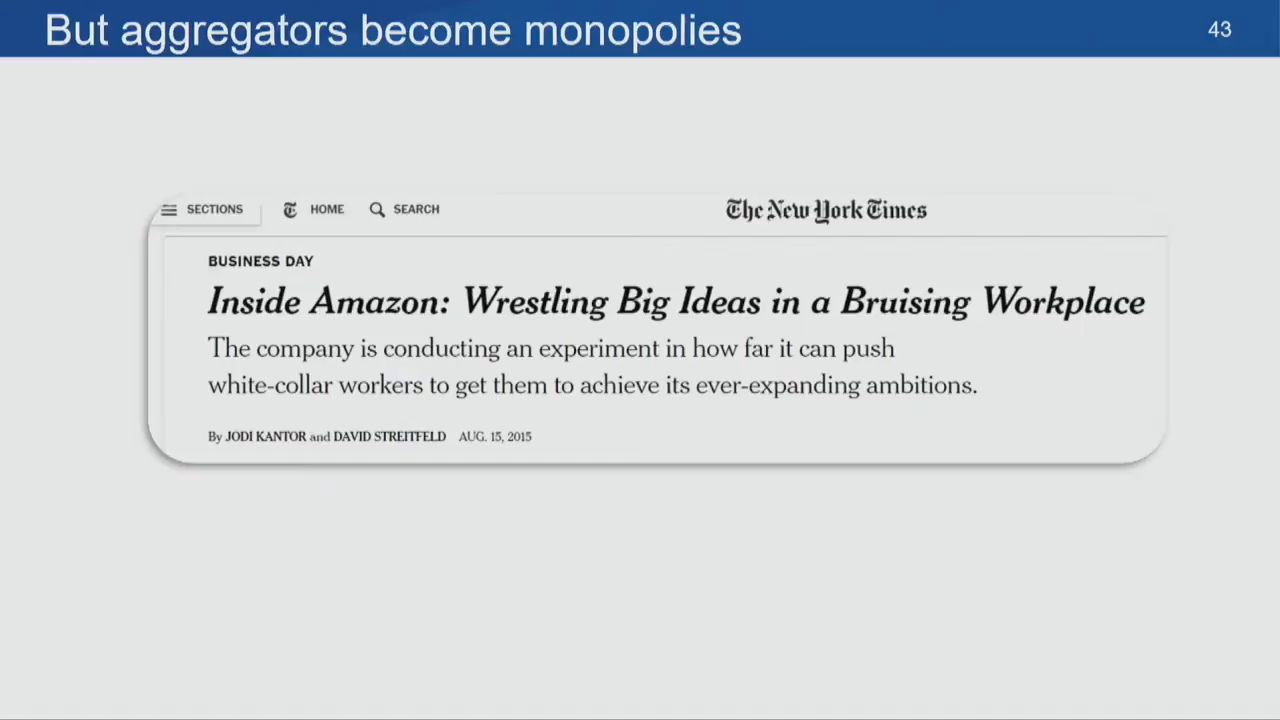 But aggregators become monopolies
43
SECTIONS HOME SEARCH The New York Times
BUSINESS DAY
Inside Amazon: Wrestling Big Ideas in a Bruising Workplace
The company is conducting an experiment in how far it can push
white-collar workers to get them to achieve its ever-expanding ambitions.
By JODI KANTOR and DAVID STREITFELD AUG. 15, 2015